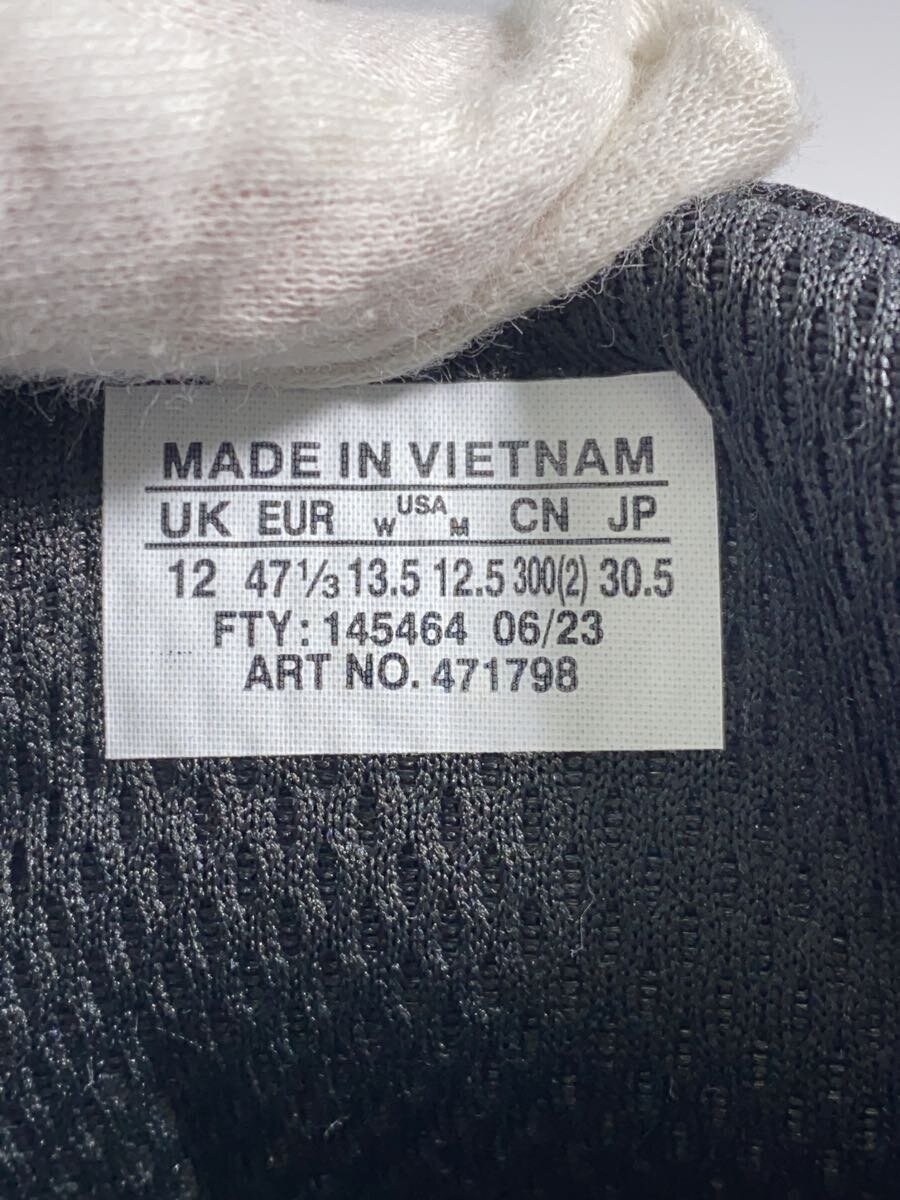 MADE IN VIETNAM
UK EUR W USA M CN JP
12 47⅓ 13.5 12.5 300(2) 30.5
FTY: 145464 06/23
ART NO. 471798